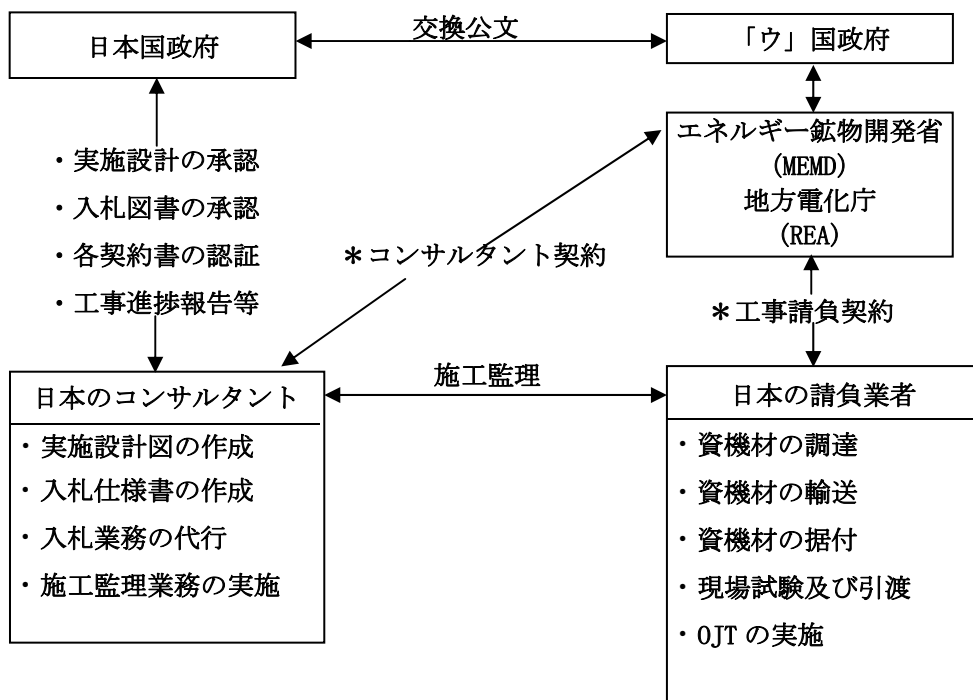 日本国政府
交換公文
「ウ」国政府
エネルギー鉱物開発省
(MEMD)
地方電化庁
(REA)
・実施設計の承認
・入札図書の承認
・各契約書の認証
・工事進捗報告等
＊コンサルタント契約
＊工事請負契約
日本のコンサルタント
・実施設計図の作成
・入札仕様書の作成
・入札業務の代行
・施工監理業務の実施
施工監理
日本の請負業者
・資機材の調達
・資機材の輸送
・資機材の据付
・現場試験及び引渡
・OJT の実施